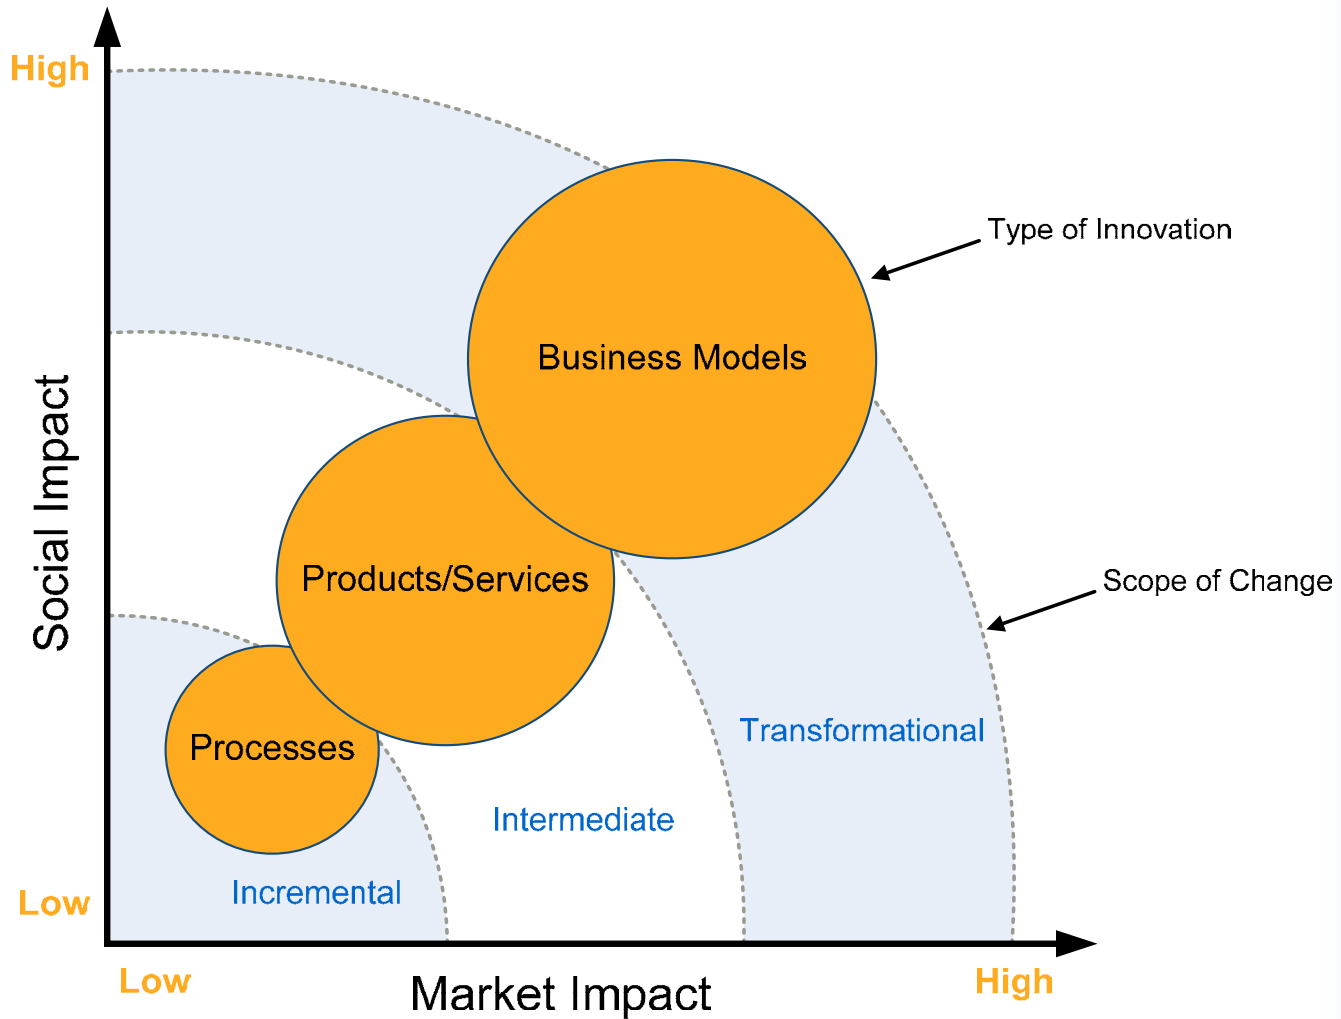 High
Type of Innovation
Business Models
Social Impact
Products/Services
Scope of Change
Transformational
Processes
Intermediate
Incremental
Low
Low
Market Impact
High